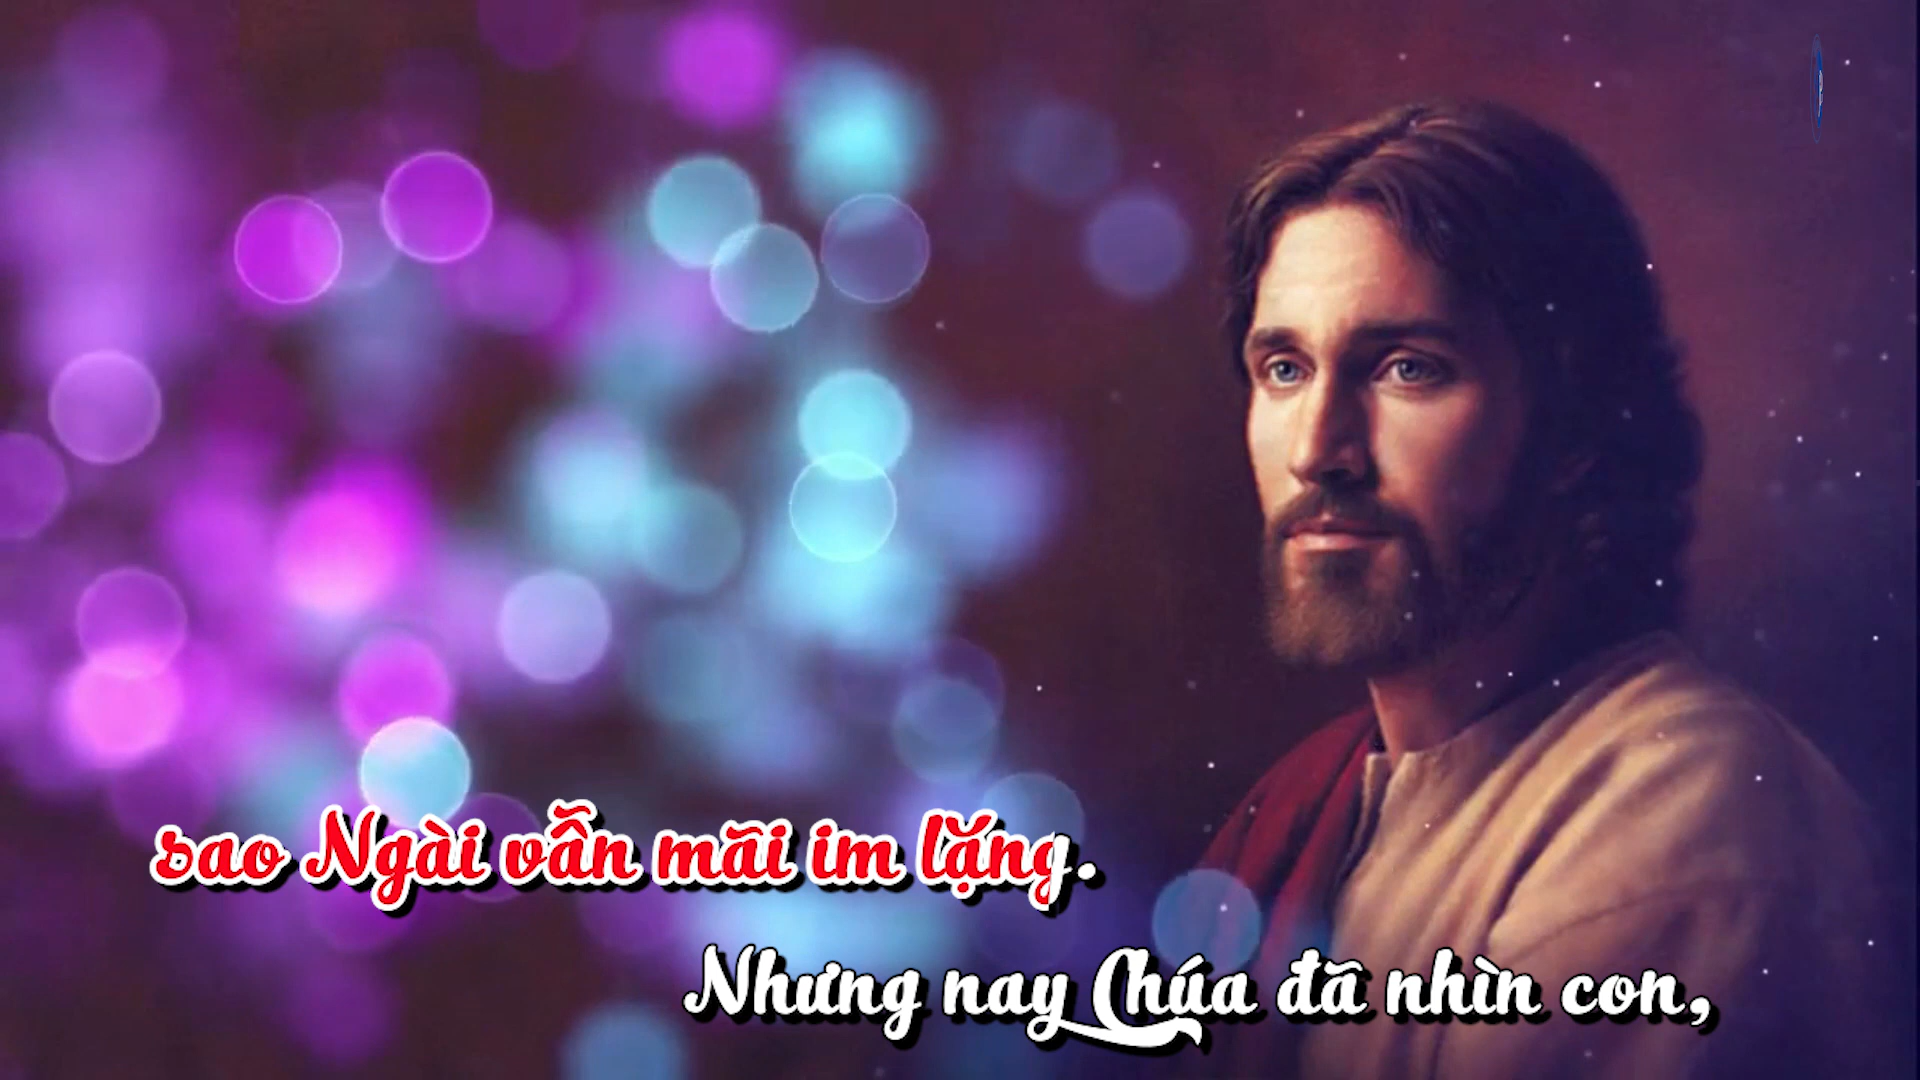 sao Ngài vẫn mãi im lặng.
Nhưng nay Chúa đã nhìn con,